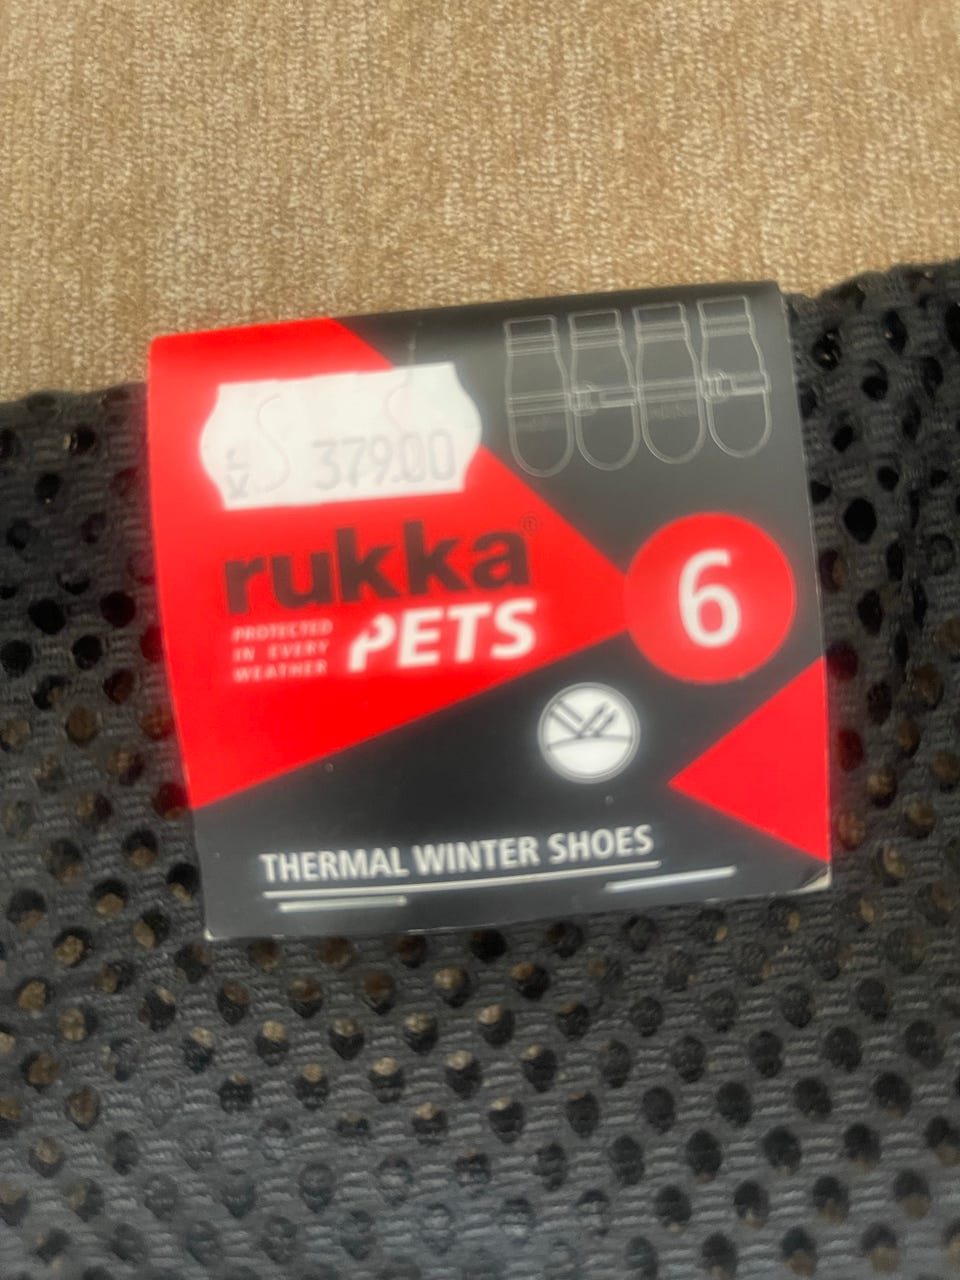 379.00
rukka®
PROTECTED
IN EVERY
WEATHER
PETS
6
THERMAL WINTER SHOES